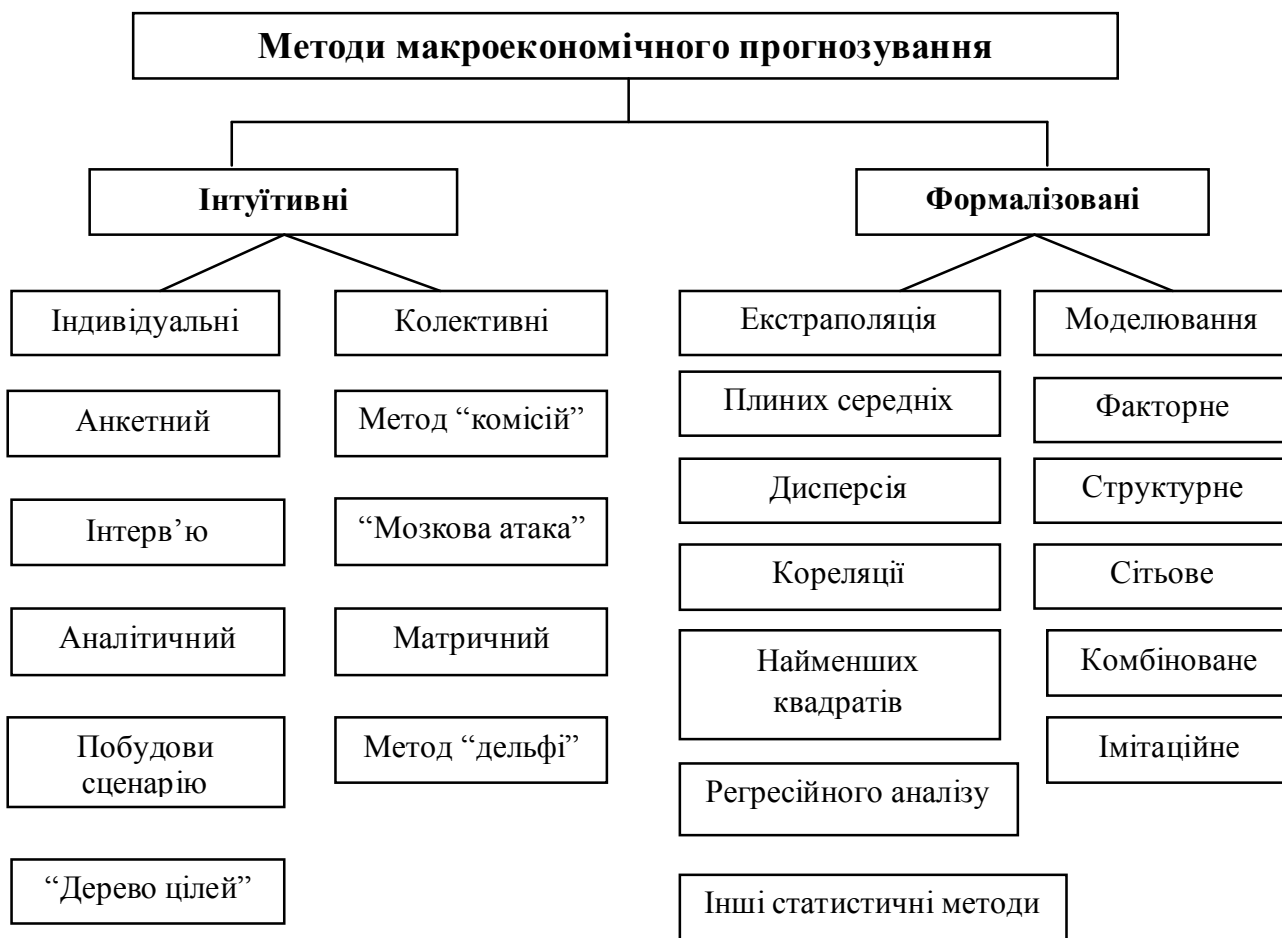 Методи макроекономічного прогнозування
Інтуїтивні
Формалізовані
Індивідуальні
Колективні
Екстраполяція
Моделювання
Анкетний
Метод “комісій”
Плиних середніх
Факторне
Інтерв’ю
“Мозкова атака”
Дисперсія
Структурне
Кореляції
Сітьове
Аналітичний
Матричний
Найменших
квадратів
Комбіноване
Побудови
сценарію
Метод “дельфі”
Імітаційне
Регресійного аналізу
“Дерево цілей”
Інші статистичні методи